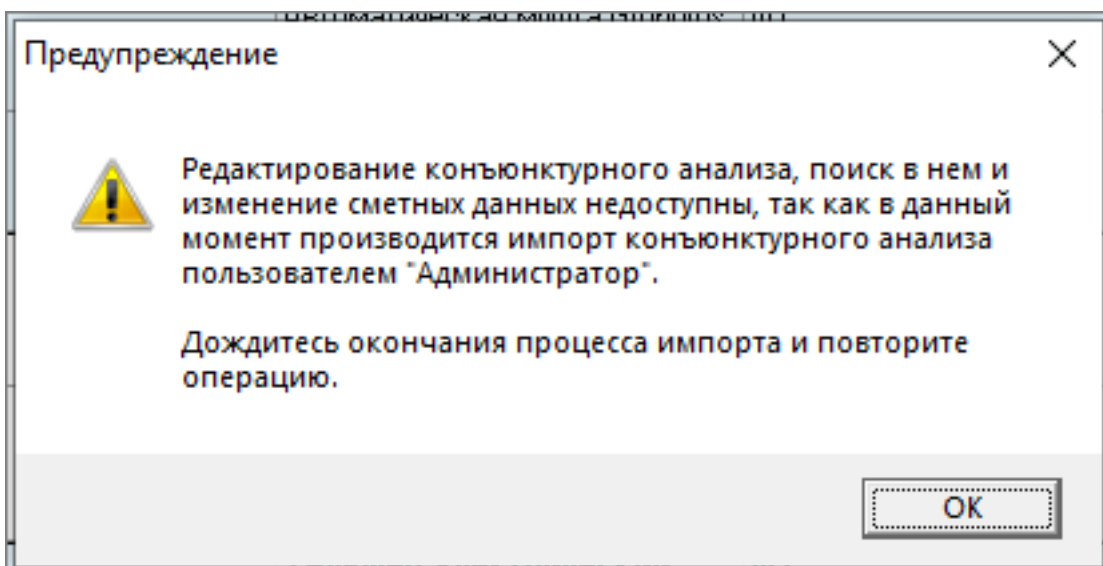 Предупреждение
Редактирование конъюнктурного анализа, поиск в нем и
изменение сметных данных недоступны, так как в данный
момент производится импорт конъюнктурного анализа
пользователем "Администратор".
Дождитесь окончания процесса импорта и повторите
операцию.
OK